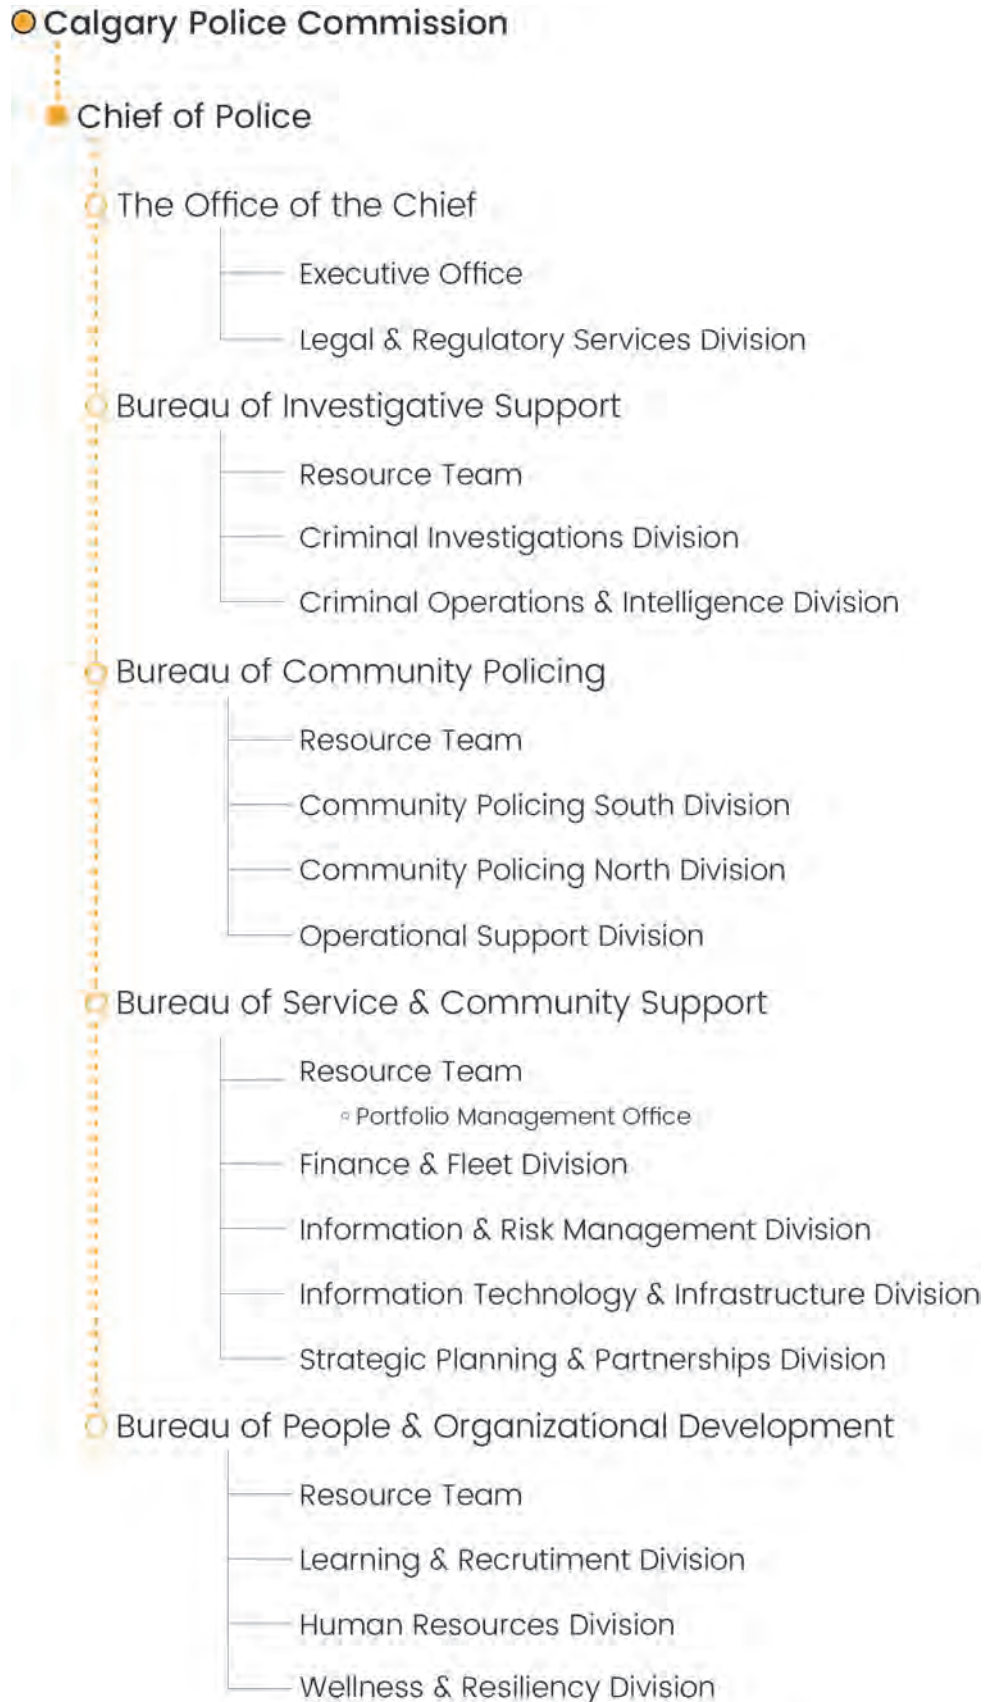 Calgary Police Commission
Chief of Police
The Office of the Chief
Executive Office
Legal & Regulatory Services Division
Bureau of Investigative Support
Resource Team
Criminal Investigations Division
Criminal Operations & Intelligence Division
Bureau of Community Policing
Resource Team
Community Policing South Division
Community Policing North Division
Operational Support Division
Bureau of Service & Community Support
Resource Team
Portfolio Management Office
Finance & Fleet Division
Information & Risk Management Division
Information Technology & Infrastructure Division
Strategic Planning & Partnerships Division
Bureau of People & Organizational Development
Resource Team
Learning & Recrutiment Division
Human Resources Division
Wellness & Resiliency Division